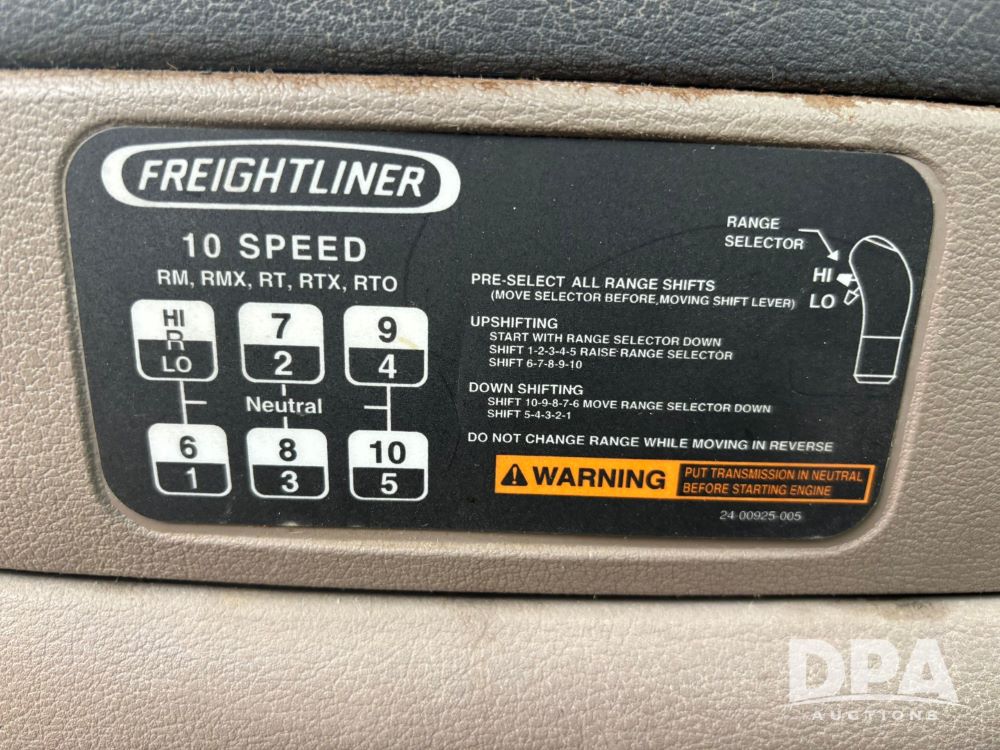 FREIGHTLINER
10 SPEED
RM, RMX, RT, RTX, RTO
HI
R
LO
7
2
9
4
Neutral
6
1
8
3
10
5
RANGE
SELECTOR
HI
LO
PRE-SELECT ALL RANGE SHIFTS
(MOVE SELECTOR BEFORE MOVING SHIFT LEVER)
UPSHIFTING
START WITH RANGE SELECTOR DOWN
SHIFT 1-2-3-4-5 RAISE RANGE SELECTOR
SHIFT 6-7-8-9-10
DOWN SHIFTING
SHIFT 10-9-8-7-6 MOVE RANGE SELECTOR DOWN
SHIFT 5-4-3-2-1
DO NOT CHANGE RANGE WHILE MOVING IN REVERSE
WARNING
PUT TRANSMISSION IN NEUTRAL
BEFORE STARTING ENGINE
24-00925-005
DPA
AUCTIONS